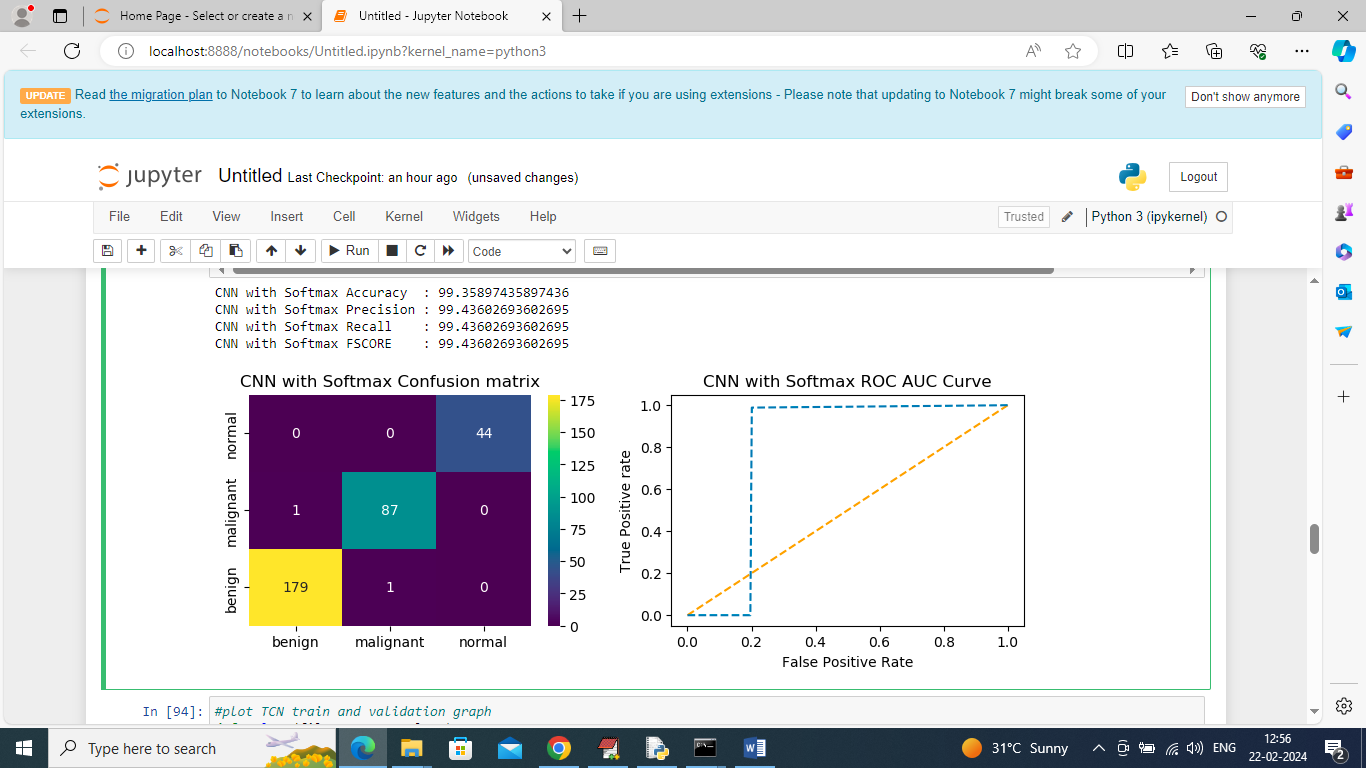 Home Page - Select or create a n
Untitled - Jupyter Notebook
localhost:8888/notebooks/Untitled.ipynb?kernel_name=python3
UPDATE Read the migration plan to Notebook 7 to learn about the new features and the actions to take if you are using extensions - Please note that updating to Notebook 7 might break some of your
extensions.
Don't show anymore
jupyter Untitled Last Checkpoint: an hour ago (unsaved changes)
Logout
File Edit View Insert Cell Kernel Widgets Help
Trusted
Python 3 (ipykernel)
Run
Code
CNN with Softmax Accuracy : 99.35897435897436
CNN with Softmax Precision : 99.43602693602695
CNN with Softmax Recall : 99.43602693602695
CNN with Softmax FSCORE : 99.43602693602695
CNN with Softmax Confusion matrix
normal
malignant
benign
0 0 44
1 87 0
179 1 0
benign malignant normal
175
150
125
100
75
50
25
0
CNN with Softmax ROC AUC Curve
True Positive rate
1.0
0.8
0.6
0.4
0.2
0.0
0.0 0.2 0.4 0.6 0.8 1.0
False Positive Rate
In [94]: #plot TCN train and validation graph
Type here to search
31°C Sunny
ENG
12:56
22-02-2024
2